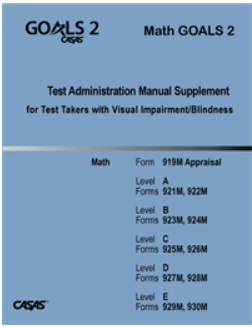 GOALS 2
CASAS
Math GOALS 2
Test Administration Manual Supplement
for Test Takers with Visual Impairment/Blindness
Math Form 919M Appraisal
Level A
Forms 921M, 922M
Level B
Forms 923M, 924M
Level C
Forms 925M, 926M
Level D
Forms 927M, 928M
Level E
Forms 929M, 930M
CASAS